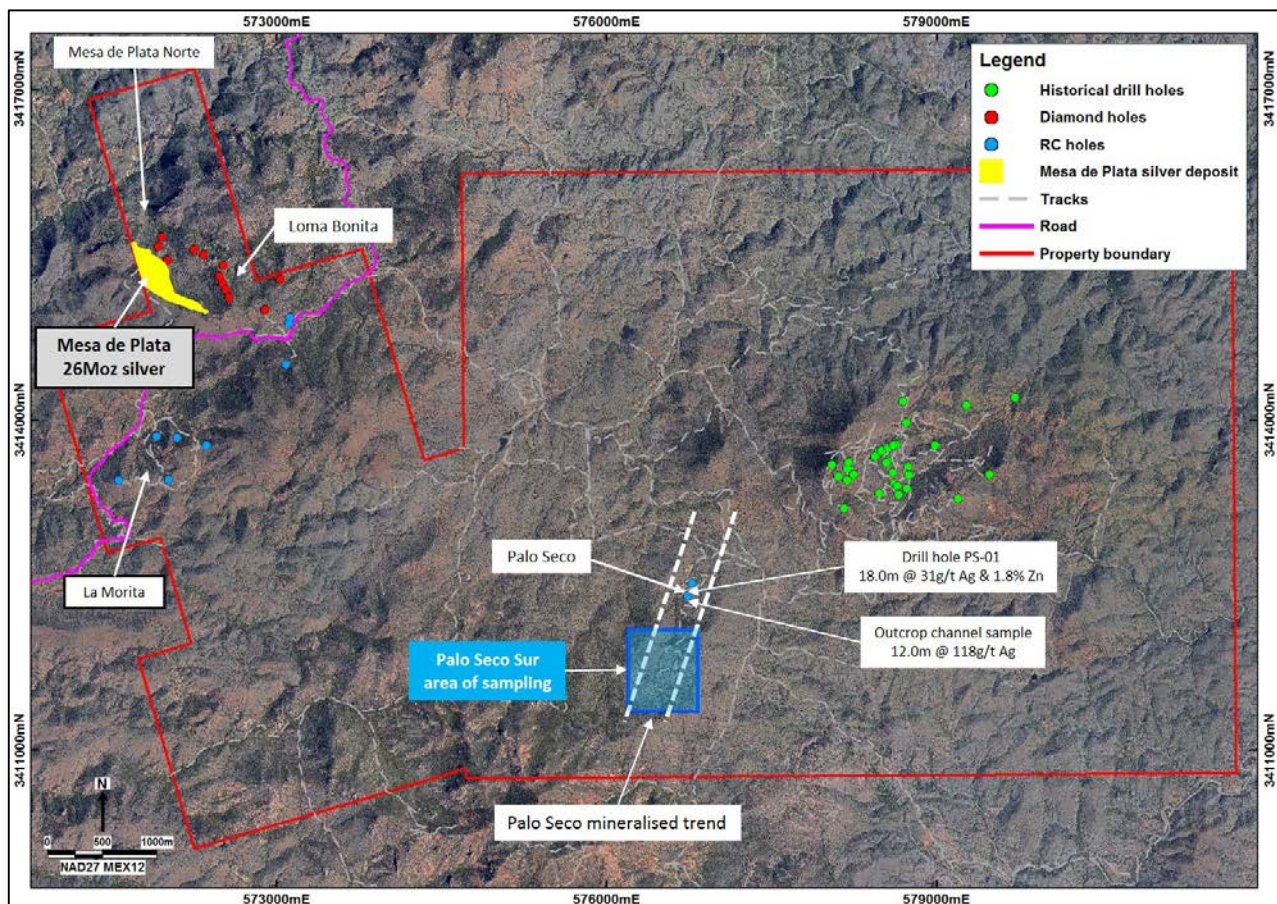 573000mE
576000mE
579000mE
3417000mN
3414000mN
3411000mN
3417000mN
3414000mN
3411000mN
Mesa de Plata Norte
Legend
Historical drill holes
Diamond holes
RC holes
Mesa de Plata silver deposit
Tracks
Road
Property boundary
Loma Bonita
Mesa de Plata
26Moz silver
La Morita
Palo Seco
Drill hole PS-01
18.0m @ 31g/t Ag & 1.8% Zn
Outcrop channel sample
12.0m @ 118g/t Ag
Palo Seco Sur
area of sampling
Palo Seco mineralised trend
N
0 500 1000m
NAD27 MEX12
573000mE
576000mE
579000mE